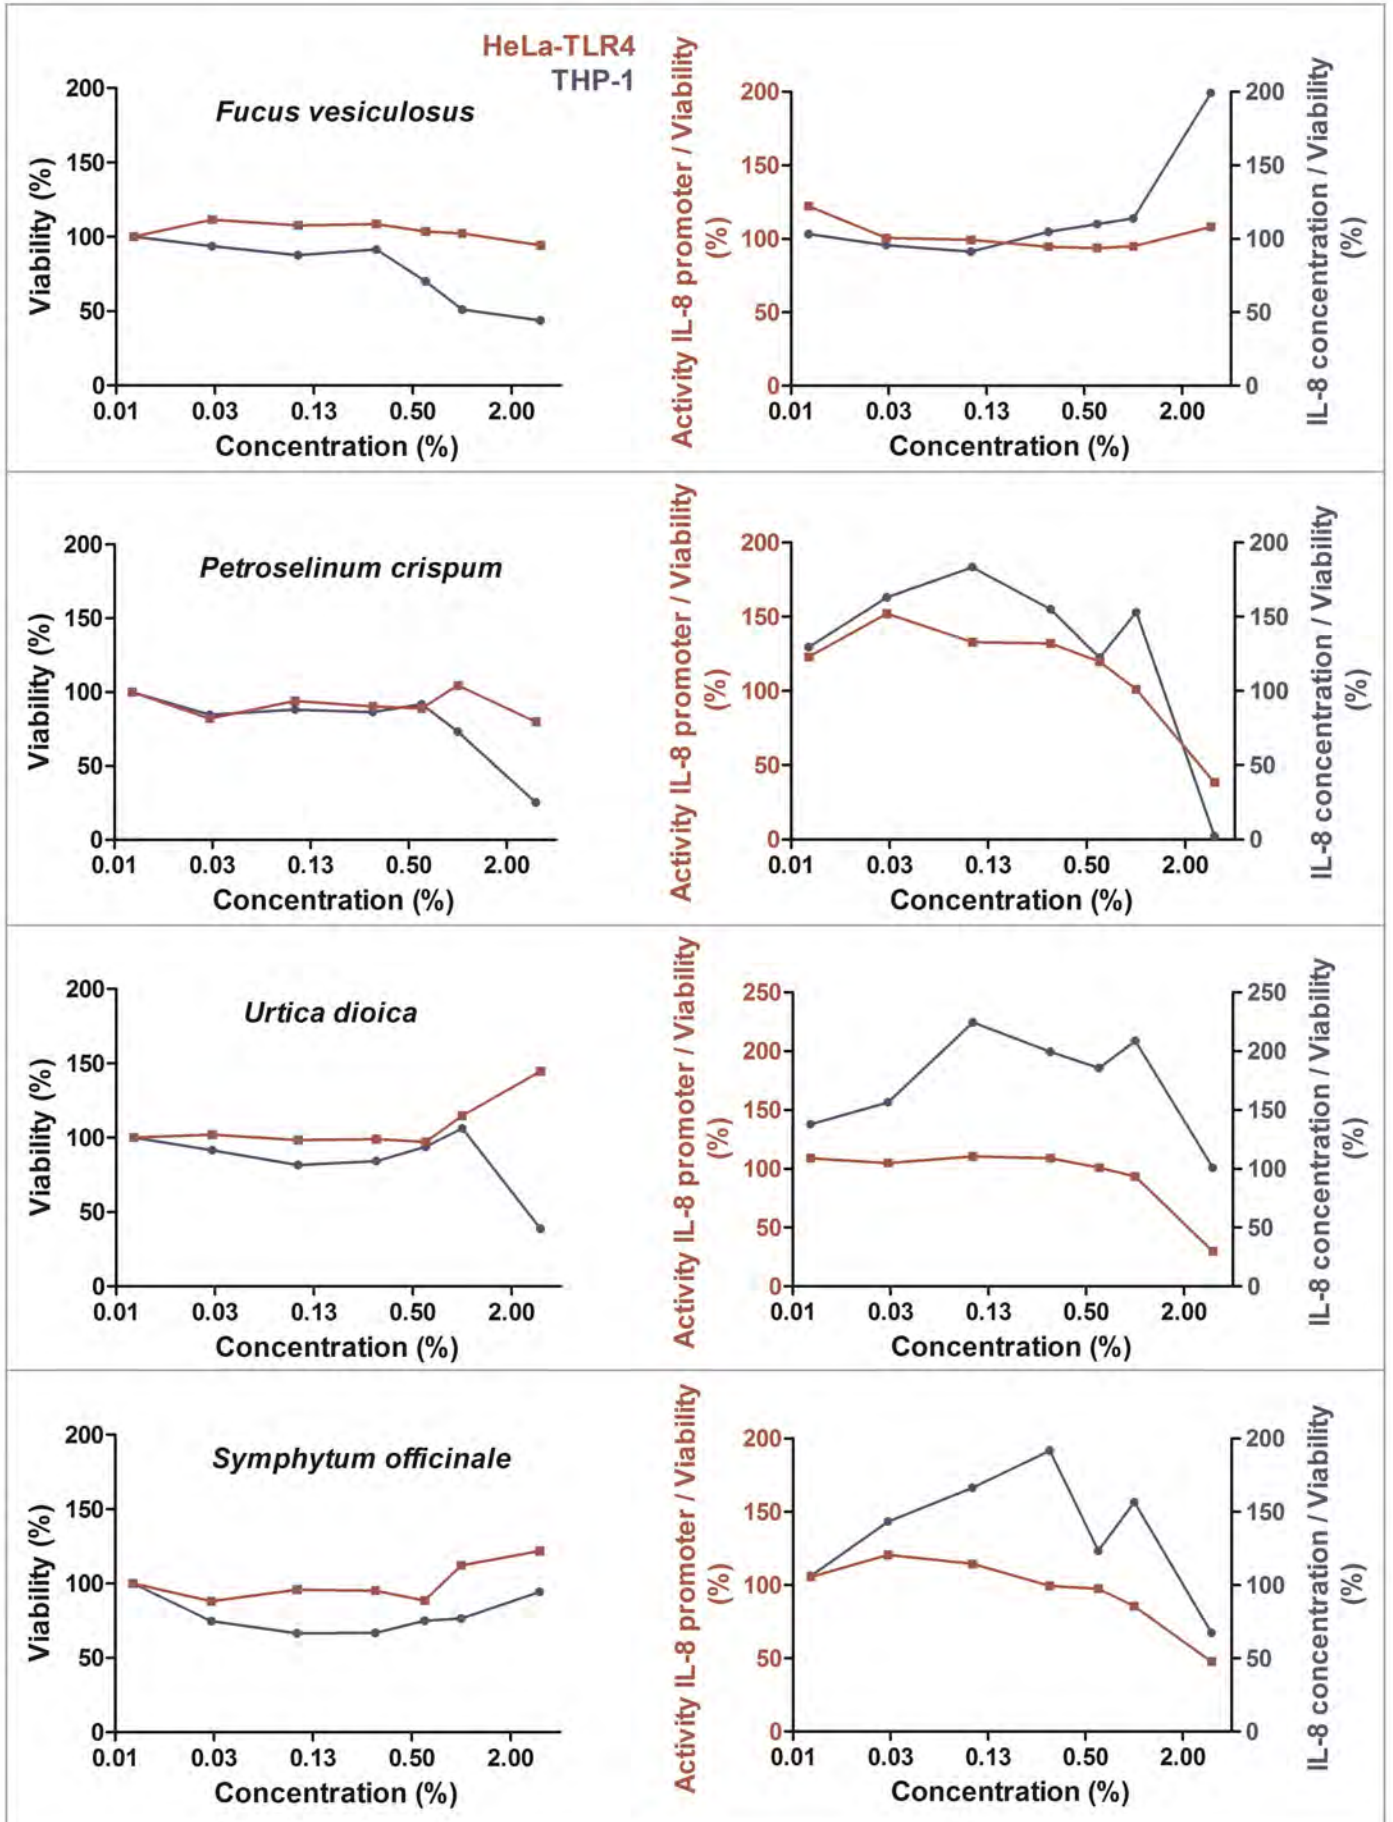 HeLa-TLR4
THP-1
Fucus vesiculosus
Viability (%)
200
150
100
50
0
0.01 0.03 0.13 0.50 2.00
Concentration (%)
Activity IL-8 promoter / Viability
(%)
200
150
100
50
0
0.01 0.03 0.13 0.50 2.00
Concentration (%)
200
150
100
50
0
IL-8 concentration / Viability
(%)
Petroselinum crispum
Viability (%)
200
150
100
50
0
0.01 0.03 0.13 0.50 2.00
Concentration (%)
Activity IL-8 promoter / Viability
(%)
200
150
100
50
0
0.01 0.03 0.13 0.50 2.00
Concentration (%)
200
150
100
50
0
IL-8 concentration / Viability
(%)
Urtica dioica
Viability (%)
200
150
100
50
0
0.01 0.03 0.13 0.50 2.00
Concentration (%)
Activity IL-8 promoter / Viability
(%)
250
200
150
100
50
0
0.01 0.03 0.13 0.50 2.00
Concentration (%)
250
200
150
100
50
0
IL-8 concentration / Viability
(%)
Symphytum officinale
Viability (%)
200
150
100
50
0
0.01 0.03 0.13 0.50 2.00
Concentration (%)
Activity IL-8 promoter / Viability
(%)
200
150
100
50
0
0.01 0.03 0.13 0.50 2.00
Concentration (%)
200
150
100
50
0
IL-8 concentration / Viability
(%)